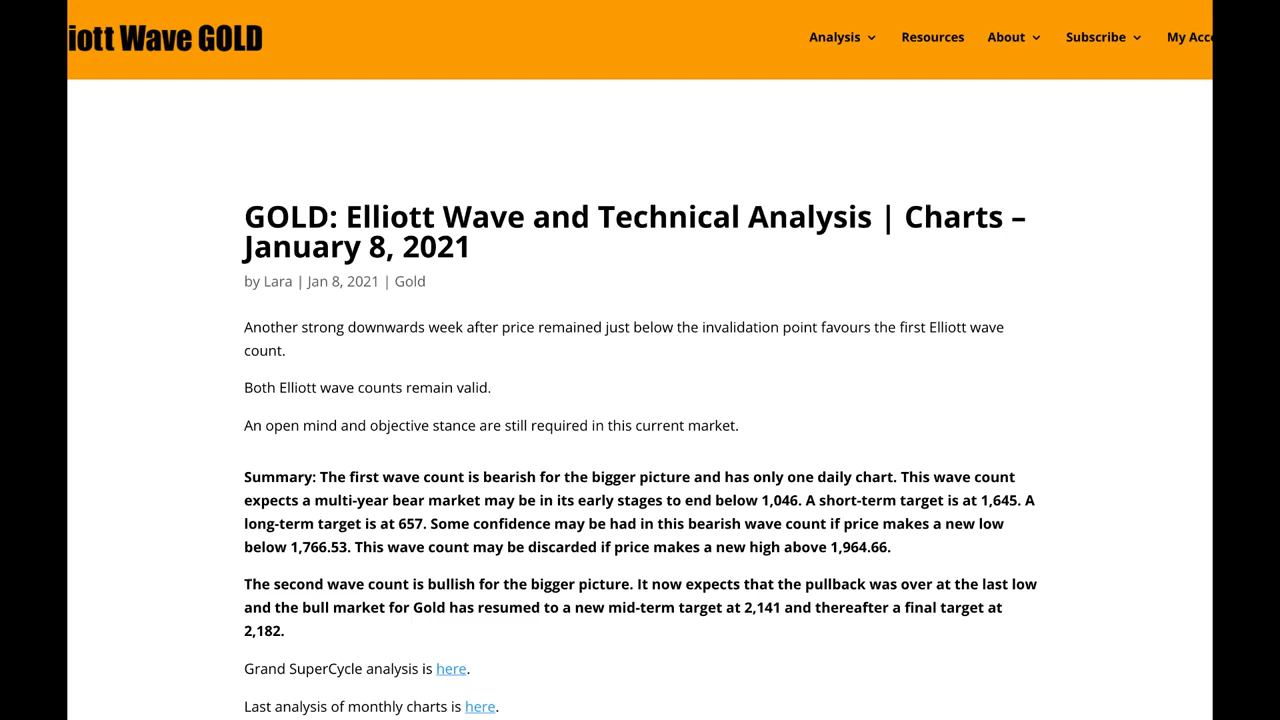 iott Wave GOLD
Analysis Resources About Subscribe My Acc
GOLD: Elliott Wave and Technical Analysis | Charts –
January 8, 2021
by Lara | Jan 8, 2021 | Gold
Another strong downwards week after price remained just below the invalidation point favours the first Elliott wave
count.
Both Elliott wave counts remain valid.
An open mind and objective stance are still required in this current market.
Summary: The first wave count is bearish for the bigger picture and has only one daily chart. This wave count
expects a multi-year bear market may be in its early stages to end below 1,046. A short-term target is at 1,645. A
long-term target is at 657. Some confidence may be had in this bearish wave count if price makes a new low
below 1,766.53. This wave count may be discarded if price makes a new high above 1,964.66.
The second wave count is bullish for the bigger picture. It now expects that the pullback was over at the last low
and the bull market for Gold has resumed to a new mid-term target at 2,141 and thereafter a final target at
2,182.
Grand SuperCycle analysis is here.
Last analysis of monthly charts is here.